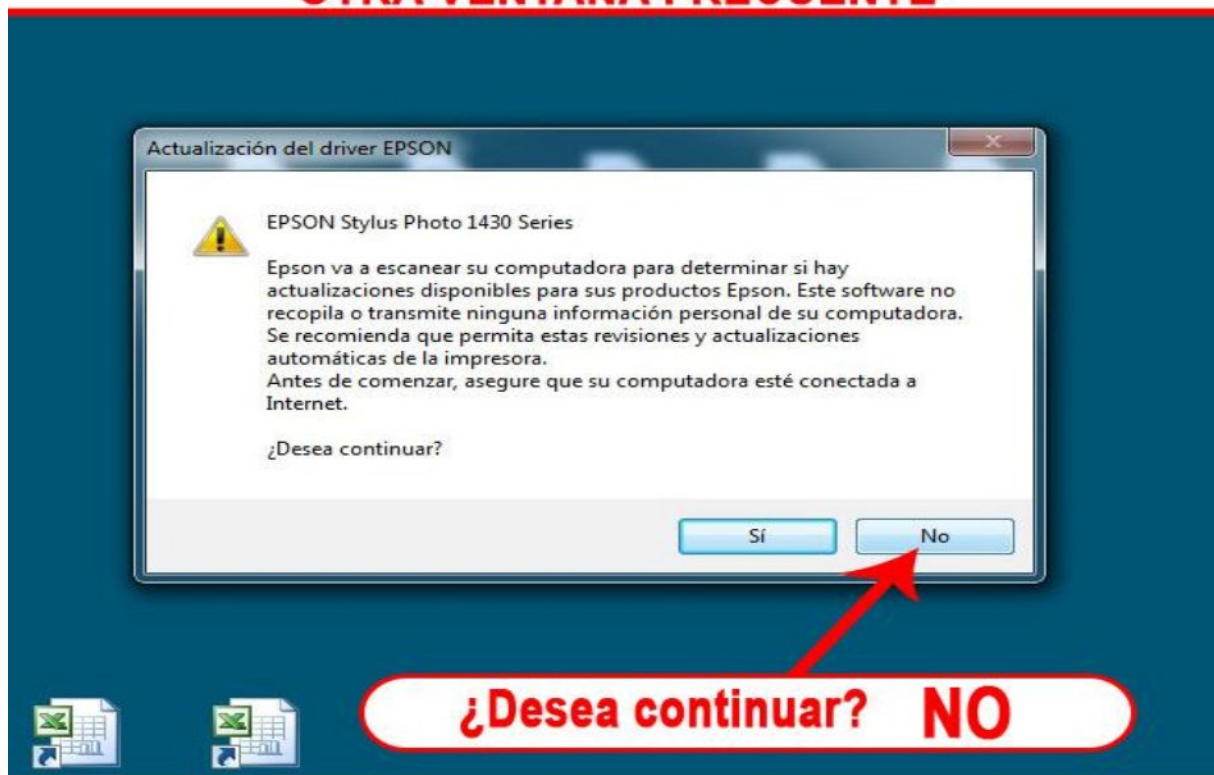 OTRA VENTANA FRECUENTE
Actualización del driver EPSON
EPSON Stylus Photo 1430 Series
Epson va a escanear su computadora para determinar si hay
actualizaciones disponibles para sus productos Epson. Este software no
recopila o transmite ninguna información personal de su computadora.
Se recomienda que permita estas revisiones y actualizaciones
automáticas de la impresora.
Antes de comenzar, asegure que su computadora esté conectada a
Internet.
¿Desea continuar?
Sí No
¿Desea continuar? NO